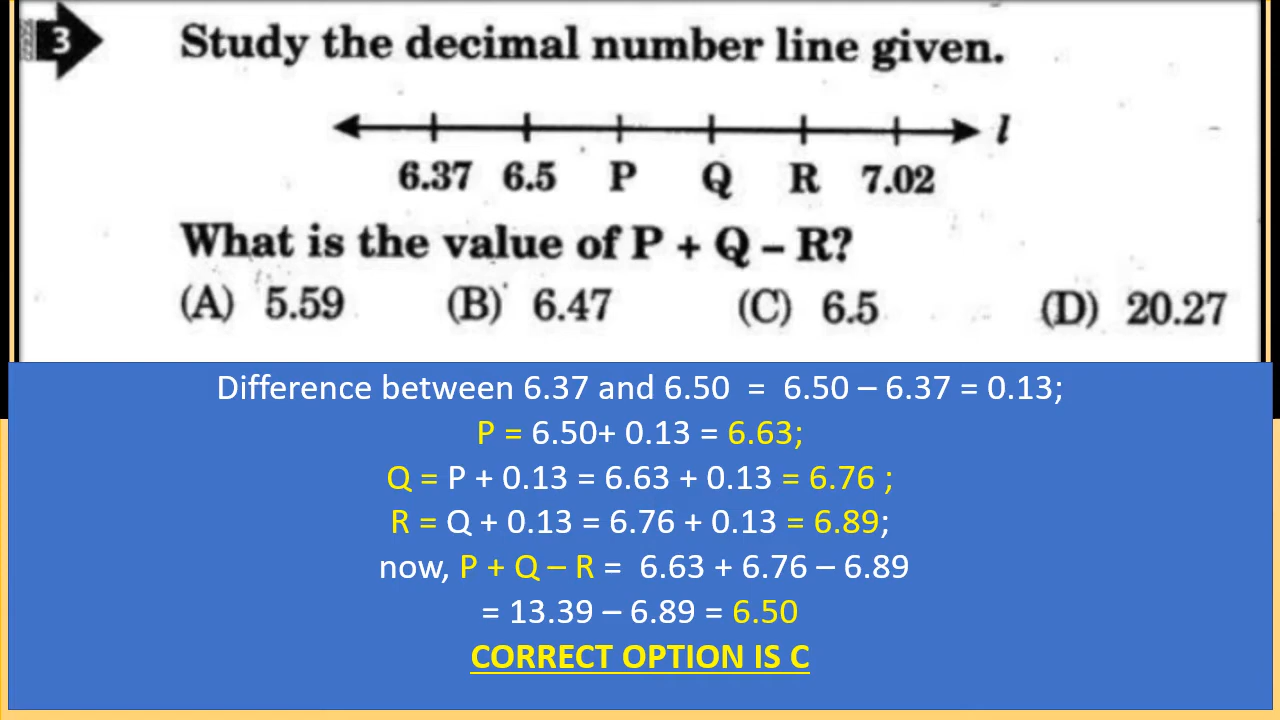 3 Study the decimal number line given.
l
6.37 6.5 P Q R 7.02
What is the value of P + Q – R?
(A) 5.59 (B) 6.47 (C) 6.5 (D) 20.27
Difference between 6.37 and 6.50 = 6.50 – 6.37 = 0.13;
P = 6.50+ 0.13 = 6.63;
Q = P + 0.13 = 6.63 + 0.13 = 6.76 ;
R = Q + 0.13 = 6.76 + 0.13 = 6.89;
now, P + Q – R = 6.63 + 6.76 – 6.89
= 13.39 – 6.89 = 6.50
CORRECT OPTION IS C